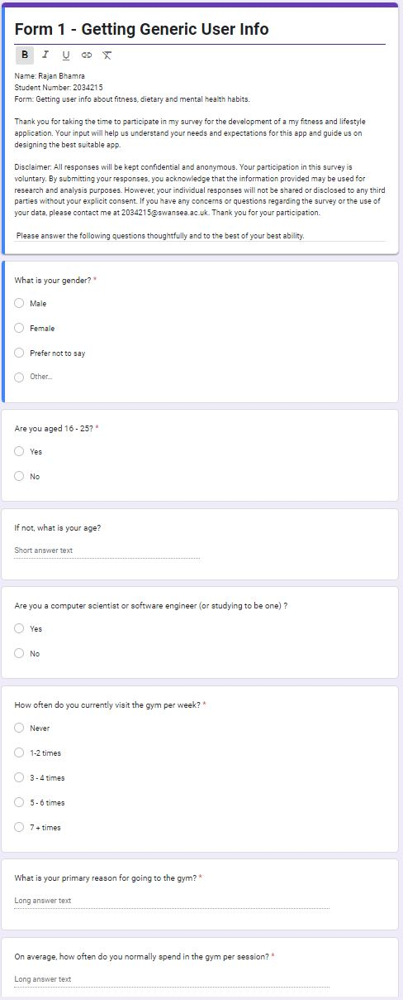 Form 1 - Getting Generic User Info
B I U
Name: Rajan Bhamra
Student Number: 2034215
Form: Getting user info about fitness, dietary and mental health habits.
Thank you for taking the time to participate in my survey for the development of a my fitness and lifestyle
application. Your input will help us understand your needs and expectations for this app and guide us on
designing the best suitable app.
Disclaimer: All responses will be kept confidential and anonymous. Your participation in this survey is
voluntary. By submitting your responses, you acknowledge that the information provided may be used for
research and analysis purposes. However, your individual responses will not be shared or disclosed to any third
parties without your explicit consent. If you have any concerns or questions regarding the survey or the use of
your data, please contact me at 2034215@swansea.ac.uk. Thank you for your participation.
Please answer the following questions thoughtfully and to the best of your best ability.
What is your gender? *
Male
Female
Prefer not to say
Other...
Are you aged 16 - 25? *
Yes
No
If not, what is your age?
Short answer text
Are you a computer scientist or software engineer (or studying to be one) ?
Yes
No
How often do you currently visit the gym per week? *
Never
1-2 times
3 - 4 times
5 - 6 times
7 + times
What is your primary reason for going to the gym? *
Long answer text
On average, how often do you normally spend in the gym per session? *
Long answer text